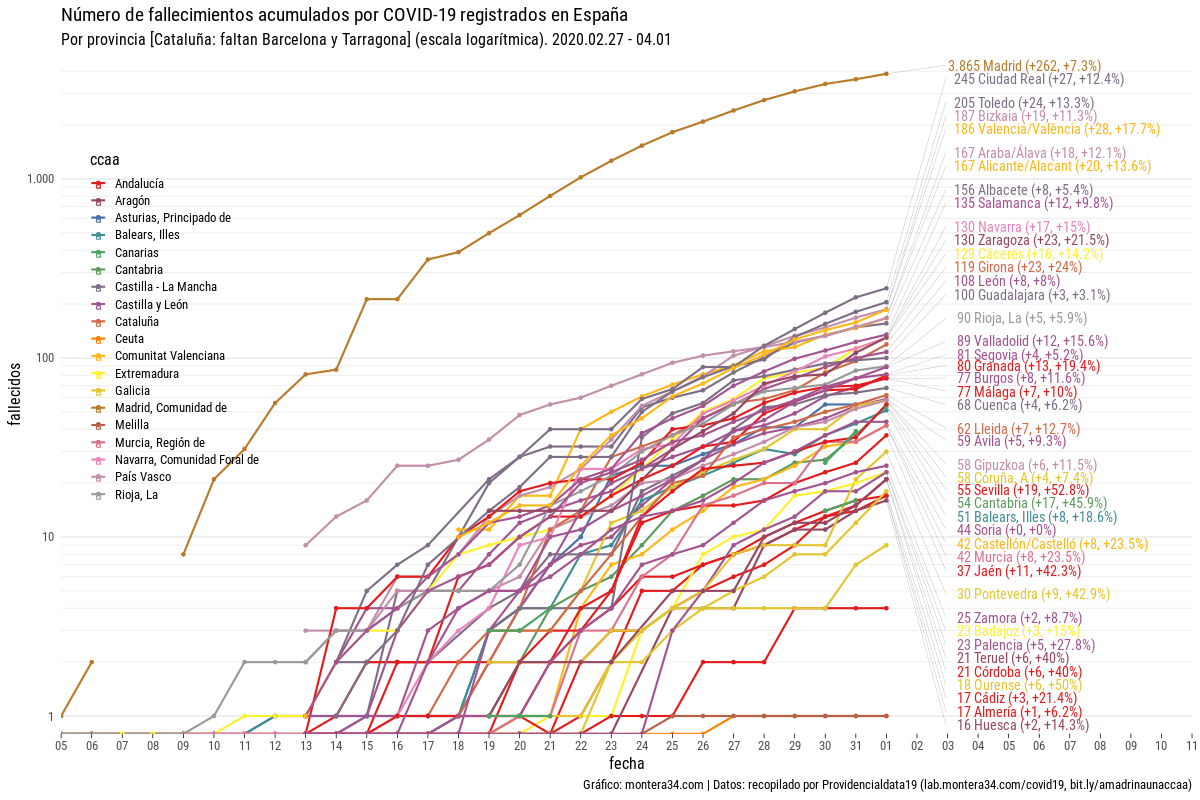 Número de fallecimientos acumulados por COVID-19 registrados en España
Por provincia [Cataluña: faltan Barcelona y Tarragona] (escala logarítmica). 2020.02.27 - 04.01
fallecidos
1.000
100
10
1
ccaa
Andalucía
Aragón
Asturias, Principado de
Balears, Illes
Canarias
Cantabria
Castilla - La Mancha
Castilla y León
Cataluña
Ceuta
Comunitat Valenciana
Extremadura
Galicia
Madrid, Comunidad de
Melilla
Murcia, Región de
Navarra, Comunidad Foral de
País Vasco
Rioja, La
3.865 Madrid (+262, +7.3%)
245 Ciudad Real (+27, +12.4%)
205 Toledo (+24, +13.3%)
187 Bizkaia (+19, +11.3%)
186 Valencia/València (+28, +17.7%)
167 Araba/Álava (+18, +12.1%)
167 Alicante/Alacant (+20, +13.6%)
156 Albacete (+8, +5.4%)
135 Salamanca (+12, +9.8%)
130 Navarra (+17, +15%)
130 Zaragoza (+23, +21.5%)
129 Cáceres (+16, +14.2%)
119 Girona (+23, +24%)
108 León (+8, +8%)
100 Guadalajara (+3, +3.1%)
90 Rioja, La (+5, +5.9%)
89 Valladolid (+12, +15.6%)
81 Segovia (+4, +5.2%)
80 Granada (+13, +19.4%)
77 Burgos (+8, +11.6%)
77 Málaga (+7, +10%)
68 Cuenca (+4, +6.2%)
62 Lleida (+7, +12.7%)
59 Ávila (+5, +9.3%)
58 Gipuzkoa (+6, +11.5%)
58 Coruña, A (+4, +7.4%)
55 Sevilla (+19, +52.8%)
54 Cantabria (+17, +45.9%)
51 Balears, Illes (+8, +18.6%)
44 Soria (+0, +0%)
42 Castellón/Castelló (+8, +23.5%)
42 Murcia (+8, +23.5%)
37 Jaén (+11, +42.3%)
30 Pontevedra (+9, +42.9%)
25 Zamora (+2, +8.7%)
23 Badajoz (+3, +15%)
23 Palencia (+5, +27.8%)
21 Teruel (+6, +40%)
21 Córdoba (+6, +40%)
18 Ourense (+6, +50%)
17 Cádiz (+3, +21.4%)
17 Almería (+1, +6.2%)
16 Huesca (+2, +14.3%)
05 06 07 08 09 10 11 12 13 14 15 16 17 18 19 20 21 22 23 24 25 26 27 28 29 30 31 01 02 03 04 05 06 07 08 09 10 11
fecha
Gráfico: montera34.com | Datos: recopilado por Providencialdata19 (lab.montera34.com/covid19, bit.ly/amadrinaunaccaa)